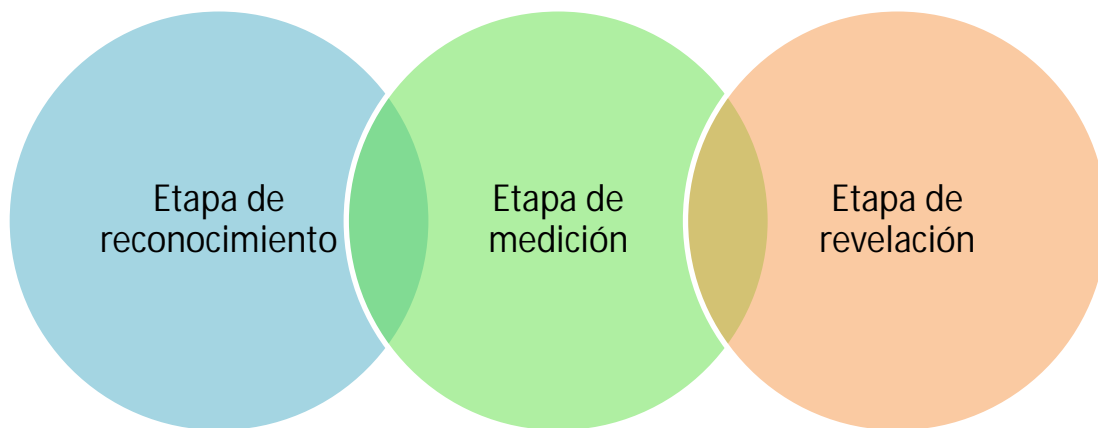 Etapa de
reconocimiento
Etapa de
medición
Etapa de
revelación